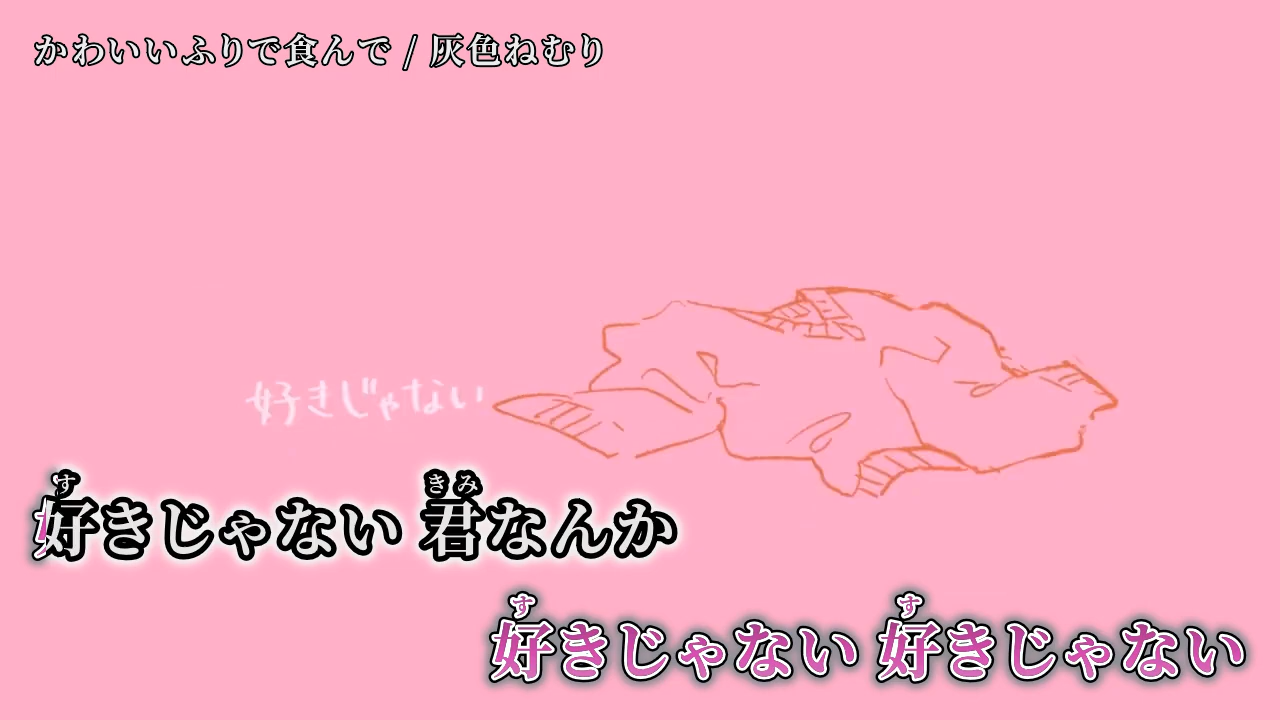 かわいいふりで食んで / 灰色ねむり
好きじゃない
す きみ
好きじゃない 君なんか
す す
好きじゃない 好きじゃない